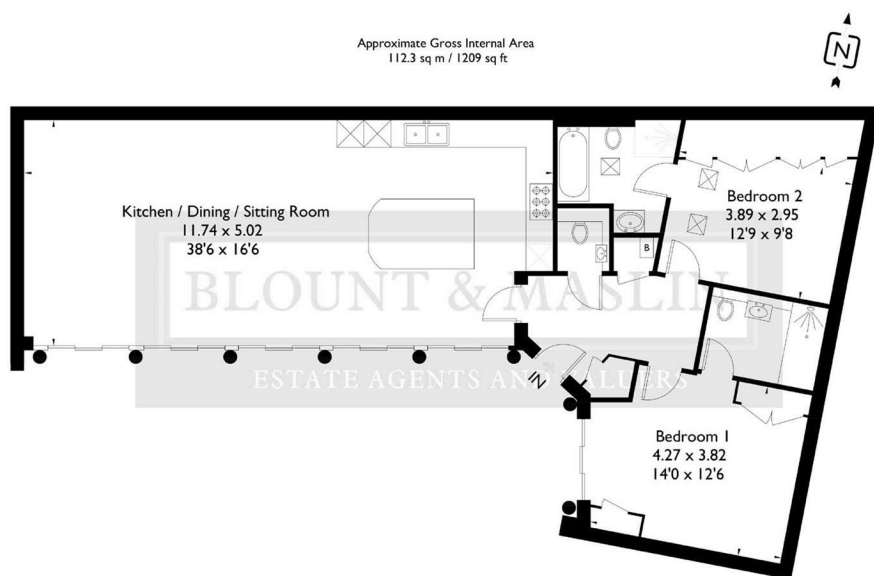 Approximate Gross Internal Area
112.3 sq m / 1209 sq ft
N
Kitchen / Dining / Sitting Room
11.74 x 5.02
38'6 x 16'6
Bedroom 2
3.89 x 2.95
12'9 x 9'8
B
BLOUNT & MASLIN
ESTATE AGENTS AND VALUERS
IN
Bedroom 1
4.27 x 3.82
14'0 x 12'6